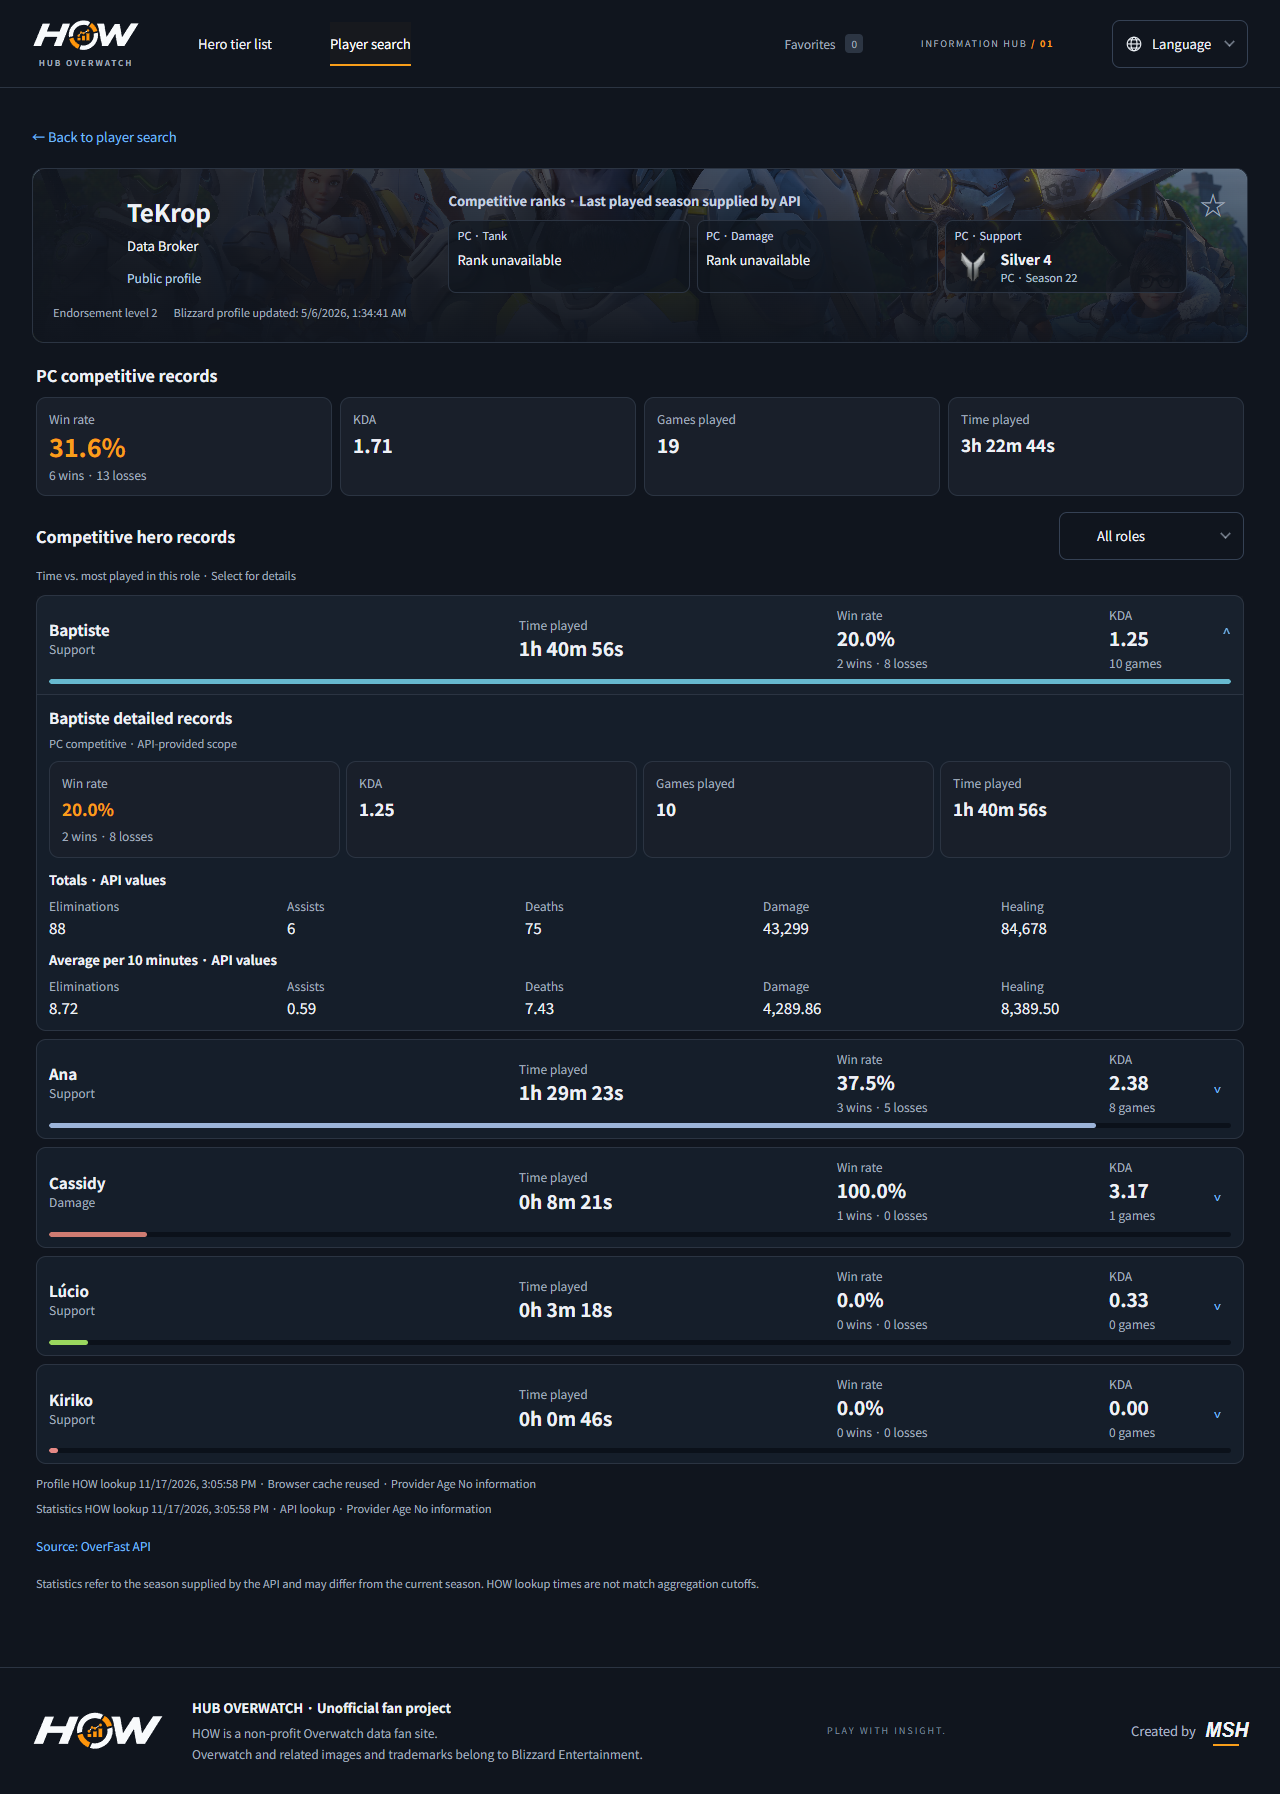 HOW
HUB OVERWATCH
Hero tier list
Player search
Favorites 0
INFORMATION HUB / 01
Language
← Back to player search
TeKrop
Data Broker
Public profile
Endorsement level 2 Blizzard profile updated: 5/6/2026, 1:34:41 AM
Competitive ranks · Last played season supplied by API
PC · Tank
Rank unavailable
PC · Damage
Rank unavailable
PC · Support
Silver 4
PC · Season 22
PC competitive records
Win rate
31.6%
6 wins · 13 losses
KDA
1.71
Games played
19
Time played
3h 22m 44s
Competitive hero records
All roles
Time vs. most played in this role · Select for details
Baptiste
Support
Time played
1h 40m 56s
Win rate
20.0%
2 wins · 8 losses
KDA
1.25
10 games
Baptiste detailed records
PC competitive · API-provided scope
Win rate
20.0%
2 wins · 8 losses
KDA
1.25
Games played
10
Time played
1h 40m 56s
Totals · API values
Eliminations Assists Deaths Damage Healing
88 6 75 43,299 84,678
Average per 10 minutes · API values
Eliminations Assists Deaths Damage Healing
8.72 0.59 7.43 4,289.86 8,389.50
Ana
Support
Time played
1h 29m 23s
Win rate
37.5%
3 wins · 5 losses
KDA
2.38
8 games
Cassidy
Damage
Time played
0h 8m 21s
Win rate
100.0%
1 wins · 0 losses
KDA
3.17
1 games
Lúcio
Support
Time played
0h 3m 18s
Win rate
0.0%
0 wins · 0 losses
KDA
0.33
0 games
Kiriko
Support
Time played
0h 0m 46s
Win rate
0.0%
0 wins · 0 losses
KDA
0.00
0 games
Profile HOW lookup 11/17/2026, 3:05:58 PM · Browser cache reused · Provider Age No information
Statistics HOW lookup 11/17/2026, 3:05:58 PM · API lookup · Provider Age No information
Source: OverFast API
Statistics refer to the season supplied by the API and may differ from the current season. HOW lookup times are not match aggregation cutoffs.
HOW
HUB OVERWATCH · Unofficial fan project
HOW is a non-profit Overwatch data fan site.
Overwatch and related images and trademarks belong to Blizzard Entertainment.
PLAY WITH INSIGHT.
Created by MSH